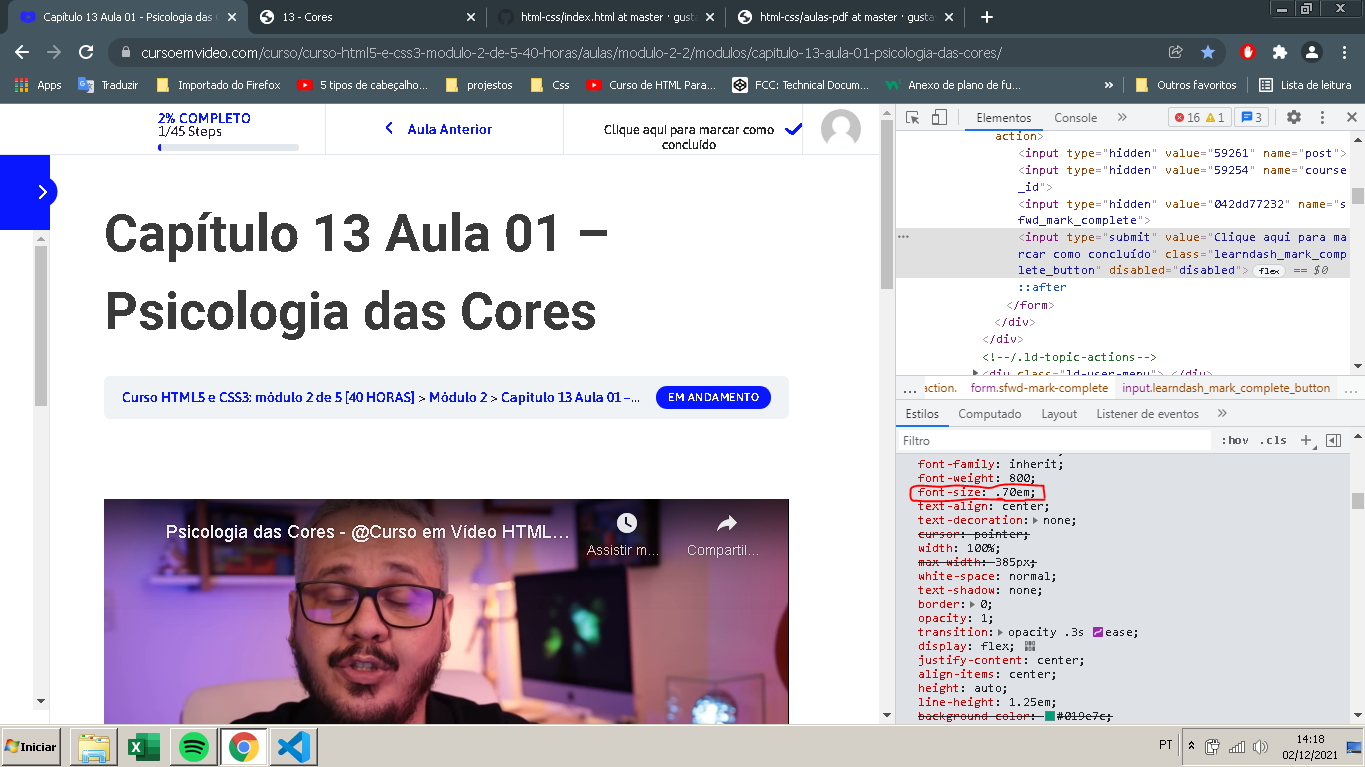 Capítulo 13 Aula 01 - Psicologia das C
13 - Cores
html-css/index.html at master · gusta
html-css/aulas-pdf at master · gusta
cursoemvideo.com/curso/curso-html5-e-css3-modulo-2-de-5-40-horas/aulas/modulo-2-2/modulos/capitulo-13-aula-01-psicologia-das-cores/
Apps
Traduzir
Importado do Firefox
5 tipos de cabeçalho...
projestos
Css
Curso de HTML Para...
FCC: Technical Docum...
Anexo de plano de fu...
»
Outros favoritos
Lista de leitura
2% COMPLETO
1/45 Steps
Aula Anterior
Clique aqui para marcar como
concluído
Capítulo 13 Aula 01 –
Psicologia das Cores
Curso HTML5 e CSS3: módulo 2 de 5 [40 HORAS] > Módulo 2 > Capítulo 13 Aula 01 –...
EM ANDAMENTO
Psicologia das Cores - @Curso em Vídeo HTML...
Assistir m...
Compartil...
Elementos
Console
»
16
1
3
action>
<input type="hidden" value="59261" name="post">
<input type="hidden" value="59254" name="course
_id">
<input type="hidden" value="042dd77232" name="s
fwd_mark_complete">
... <input type="submit" value="Clique aqui para ma
rcar como concluído" class="learndash_mark_comp
lete_button" disabled="disabled"> flex == $0
::after
</form>
</div>
</div>
<!--/.ld-topic-actions-->
<div class="ld-user-menu">…</div>
... action. form.sfwd-mark-complete input.learndash_mark_complete_button ...
Estilos
Computado
Layout
Listener de eventos
»
Filtro
:hov .cls +
font-family: inherit;
font-weight: 800;
font-size: .70em;
text-align: center;
text-decoration: none;
cursor: pointer;
width: 100%;
max-width: 385px;
white-space: normal;
text-shadow: none;
border: 0;
opacity: 1;
transition: opacity .3s ease;
display: flex;
justify-content: center;
align-items: center;
height: auto;
line-height: 1.25em;
background-color: #019e7c;
Iniciar
PT
14:18
02/12/2021